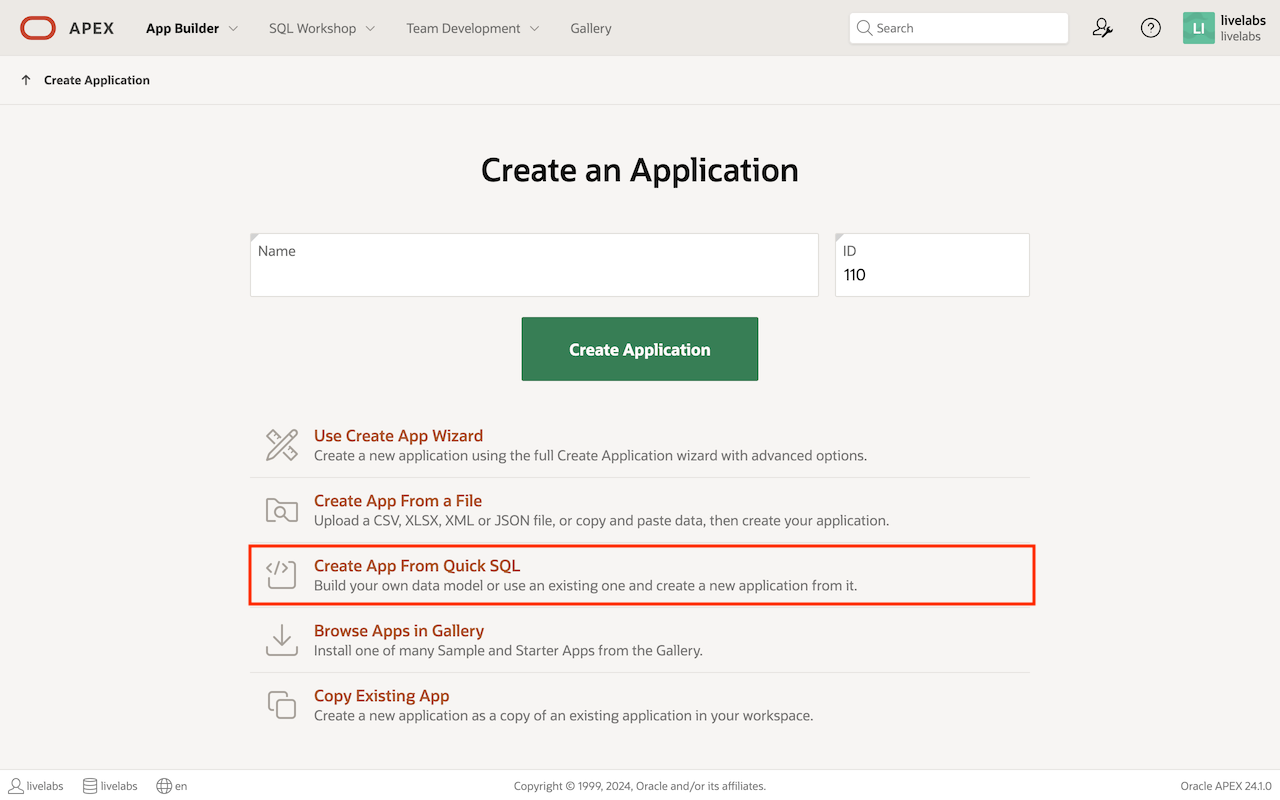 APEX App Builder SQL Workshop Team Development Gallery Search LI livelabs
livelabs
Create Application
Create an Application
Name ID
110
Create Application
Use Create App Wizard
Create a new application using the full Create Application wizard with advanced options.
Create App From a File
Upload a CSV, XLSX, XML or JSON file, or copy and paste data, then create your application.
Create App From Quick SQL
Build your own data model or use an existing one and create a new application from it.
Browse Apps in Gallery
Install one of many Sample and Starter Apps from the Gallery.
Copy Existing App
Create a new application as a copy of an existing application in your workspace.
livelabs livelabs en Copyright © 1999, 2024, Oracle and/or its affiliates. Oracle APEX 24.1.0